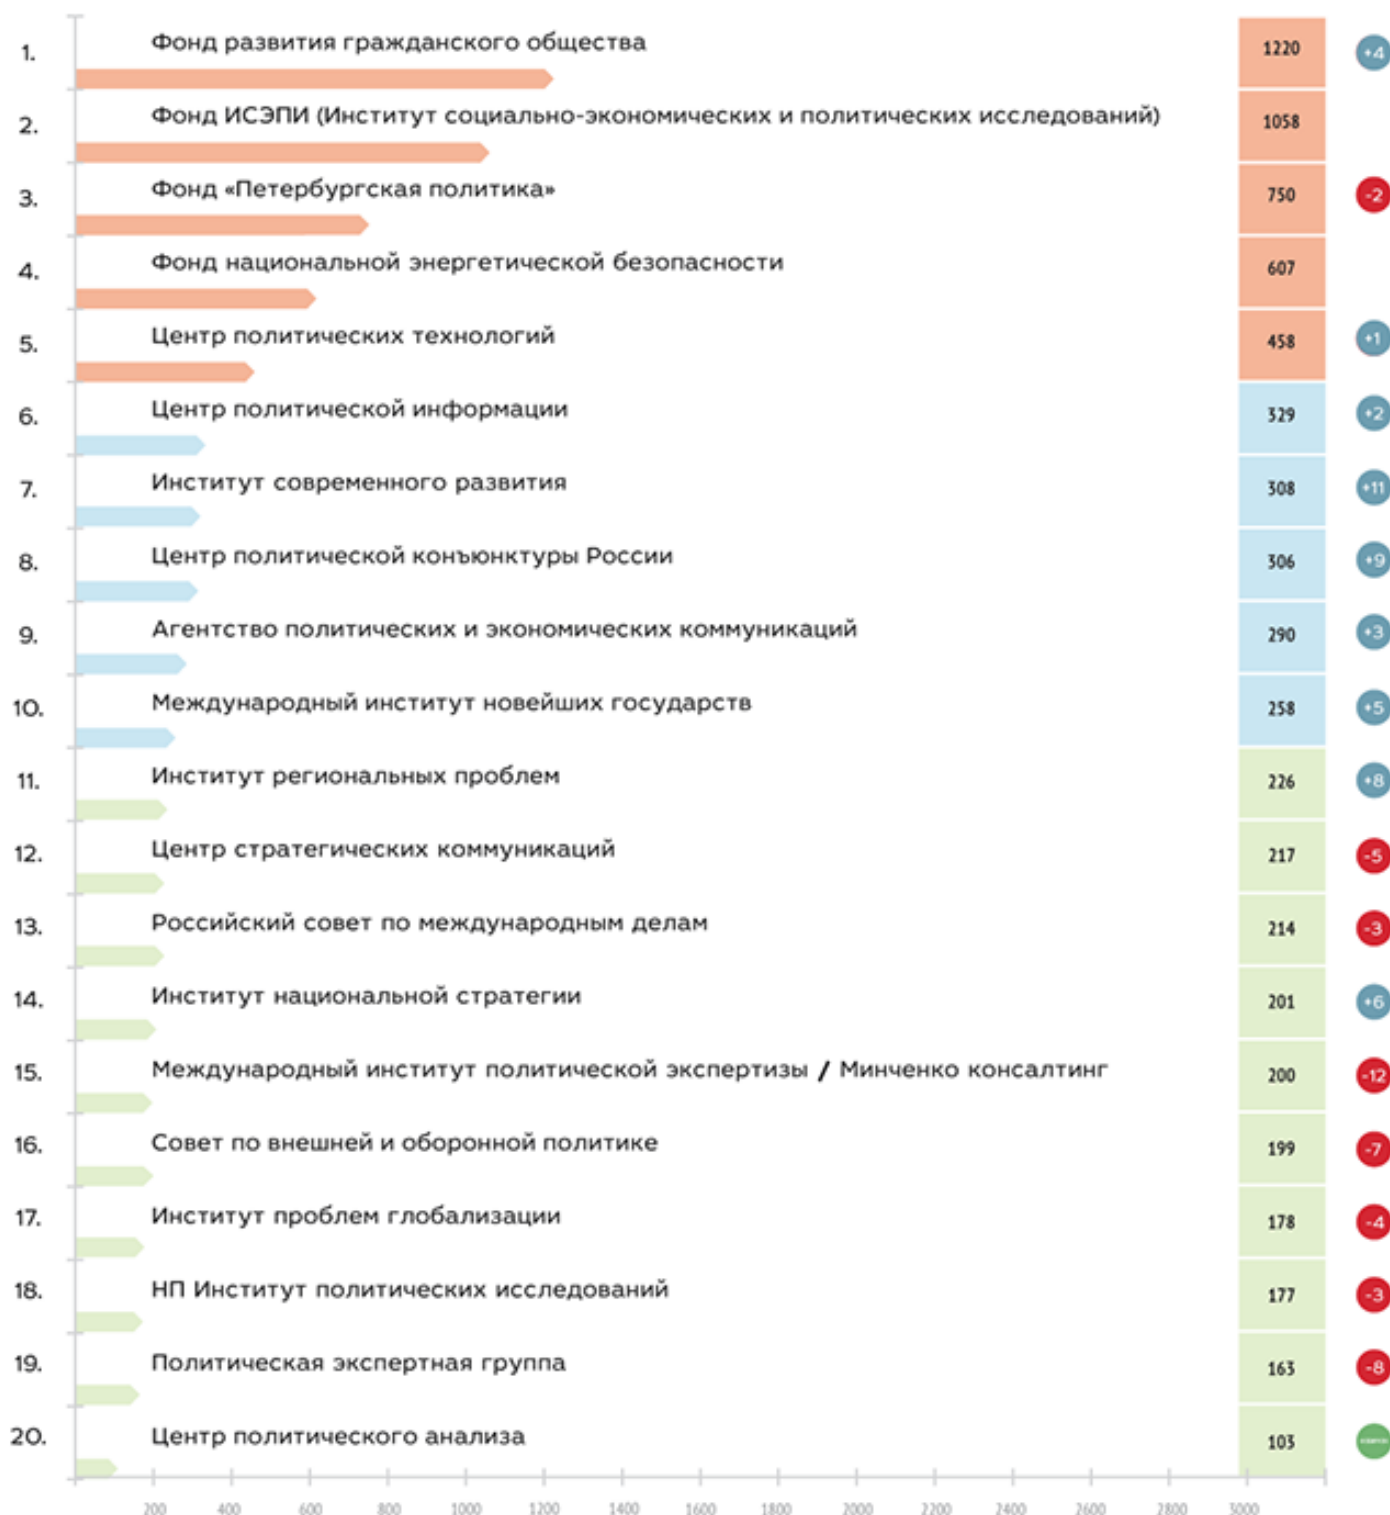 1. Фонд развития гражданского общества 1220 +4
2. Фонд ИСЭПИ (Институт социально-экономических и политических исследований) 1058
3. Фонд «Петербургская политика» 750 -2
4. Фонд национальной энергетической безопасности 607
5. Центр политических технологий 458 +1
6. Центр политической информации 329 +2
7. Институт современного развития 308 +11
8. Центр политической конъюнктуры России 306 +9
9. Агентство политических и экономических коммуникаций 290 +3
10. Международный институт новейших государств 258 +5
11. Институт региональных проблем 226 +8
12. Центр стратегических коммуникаций 217 -5
13. Российский совет по международным делам 214 -3
14. Институт национальной стратегии 201 +6
15. Международный институт политической экспертизы / Минченко консалтинг 200 -12
16. Совет по внешней и оборонной политике 199 -7
17. Институт проблем глобализации 178 -4
18. НП Институт политических исследований 177 -3
19. Политическая экспертная группа 163 -8
20. Центр политического анализа 103
200 400 600 800 1000 1200 1400 1600 1800 2000 2200 2400 2600 2800 3000